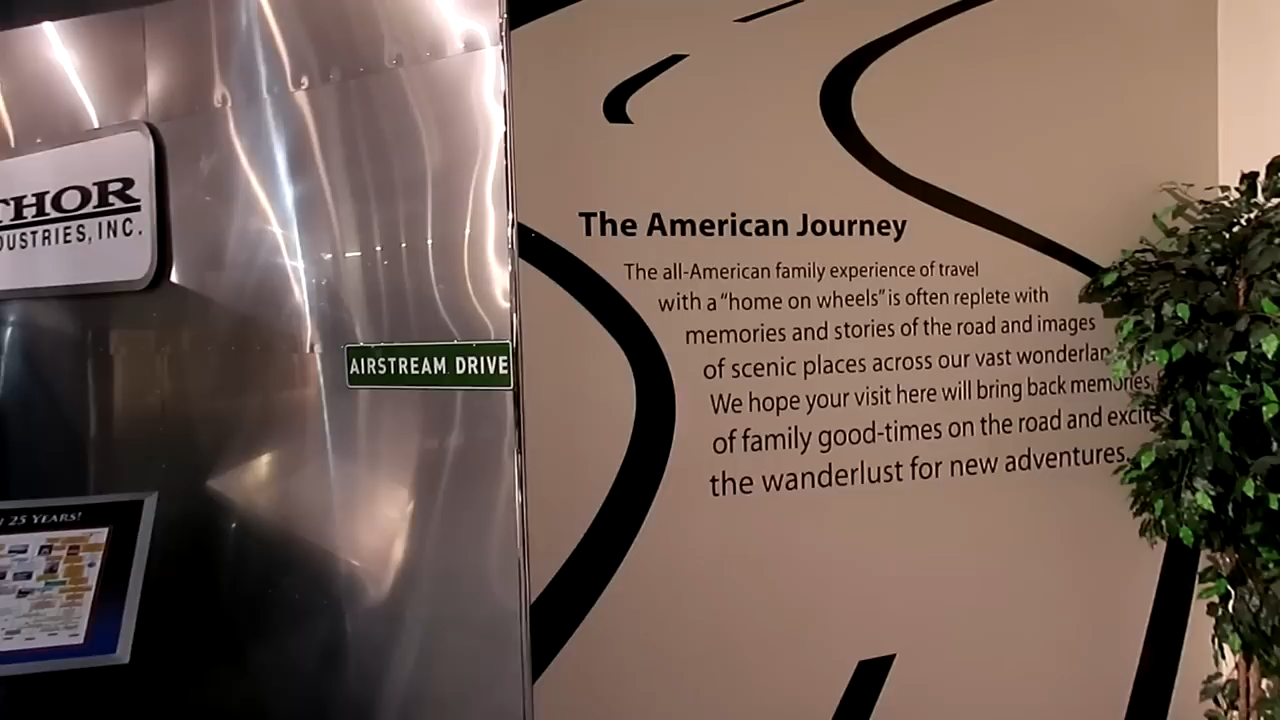 THOR
INDUSTRIES, INC.
AIRSTREAM DRIVE
25 YEARS!
The American Journey
The all-American family experience of travel
with a "home on wheels" is often replete with
memories and stories of the road and images
of scenic places across our vast
We hope your visit here will bring back memories
of family good-times on the road and excite
the wanderlust for new adventures.